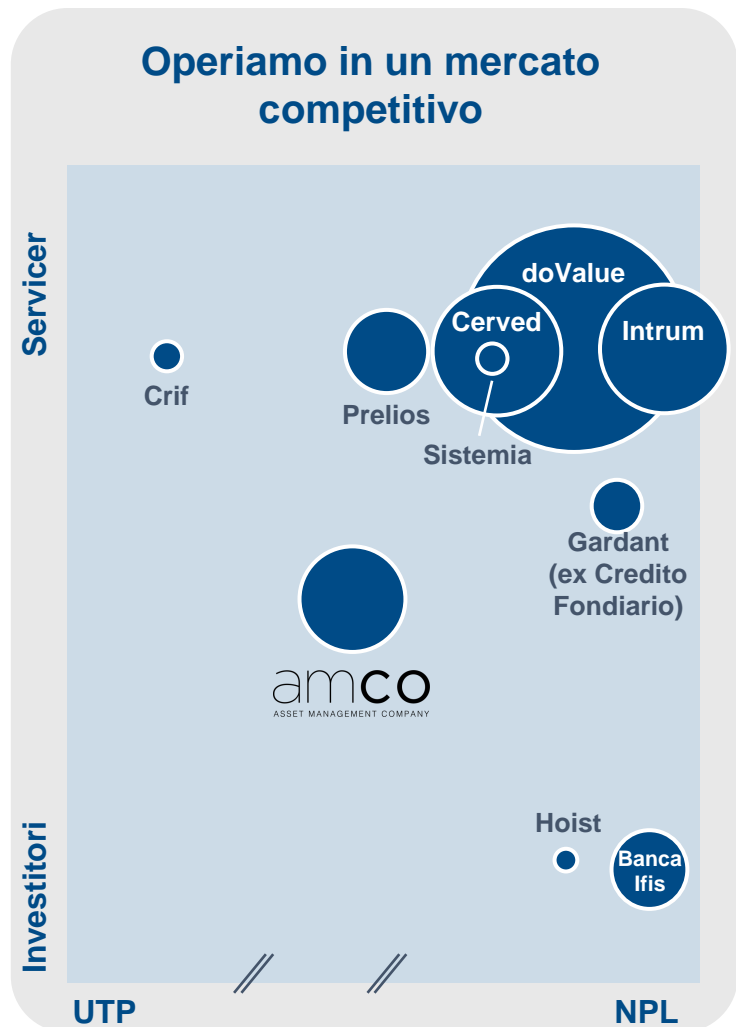 Operiamo in un mercato
competitivo
Servicer
doValue
Cerved
Intrum
Crif
Prelios
Sistemia
Gardant
(ex Credito
Fondiario)
amco
ASSET MANAGEMENT COMPANY
Investitori
Hoist
Banca
Ifis
UTP
NPL